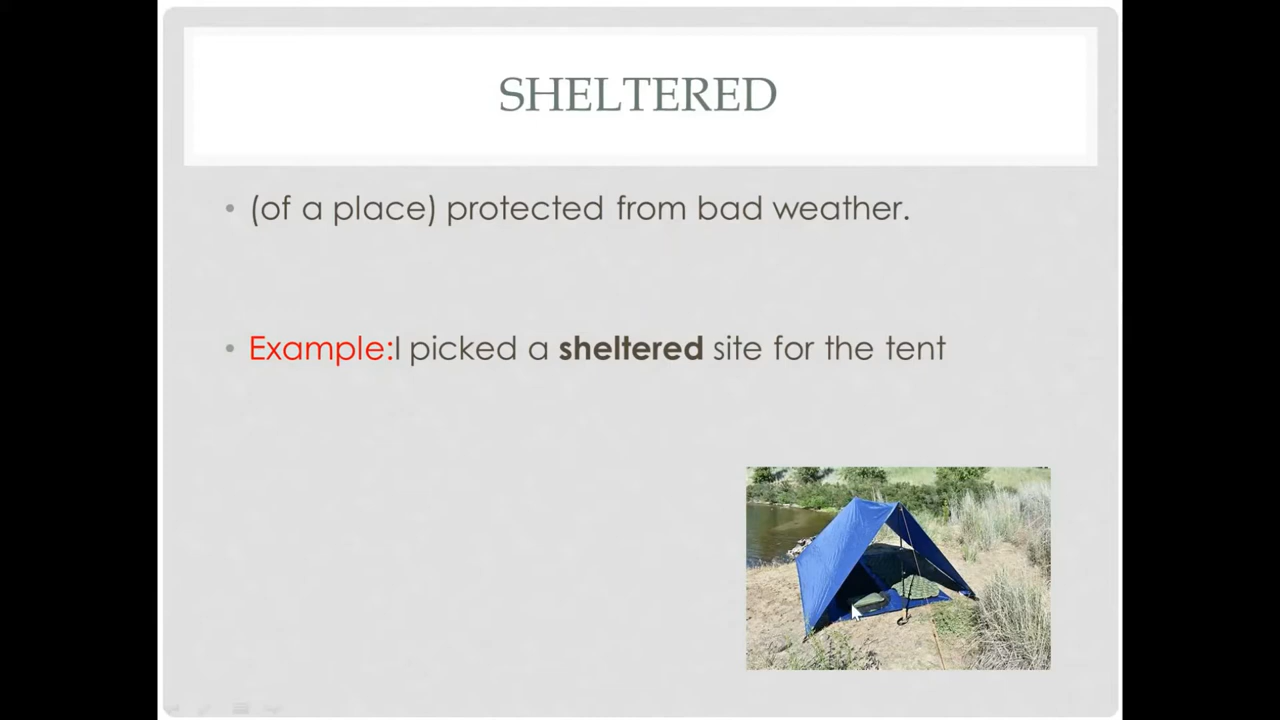 SHELTERED
• (of a place) protected from bad weather.
• Example:I picked a sheltered site for the tent